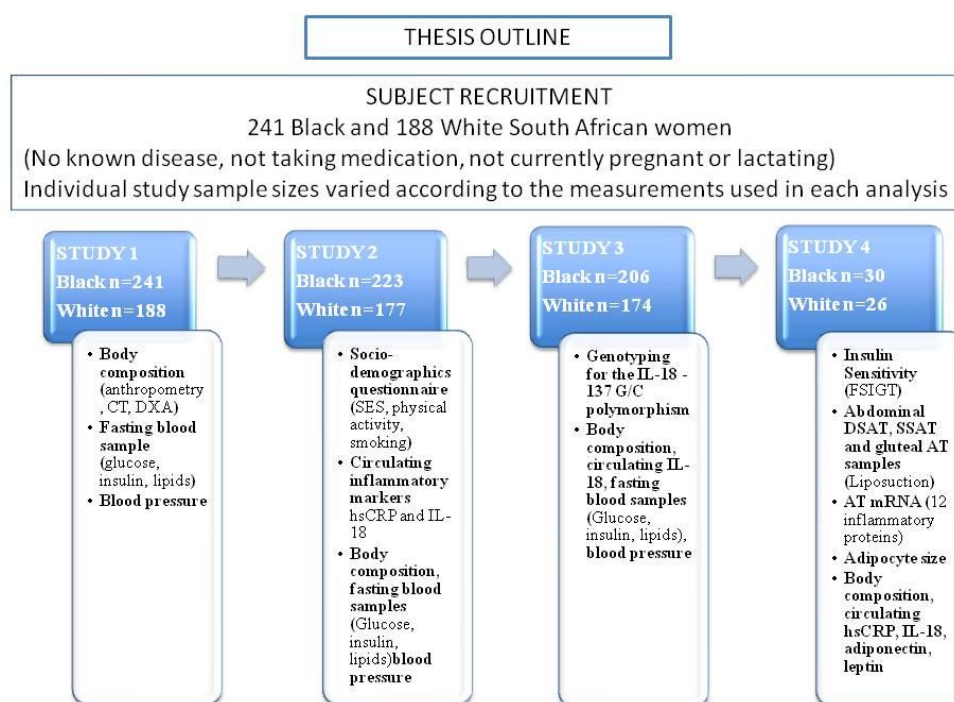 THESIS OUTLINE
SUBJECT RECRUITMENT
241 Black and 188 White South African women
(No known disease, not taking medication, not currently pregnant or lactating)
Individual study sample sizes varied according to the measurements used in each analysis
STUDY 1
Black n=241
White n=188
• Body
composition
(anthropometry
, CT, DXA)
• Fasting blood
sample
(glucose,
insulin, lipids)
• Blood pressure
STUDY 2
Black n=223
White n=177
• Socio-
demographics
questionnaire
(SES, physical
activity,
smoking)
• Circulating
inflammatory
markers
hsCRP and IL-
18
• Body
composition,
fasting blood
samples
(Glucose,
insulin,
lipids)blood
pressure
STUDY 3
Black n=206
White n=174
• Genotyping
for the IL-18 -
137 G/C
polymorphism
• Body
composition,
circulating IL-
18, fasting
blood samples
(Glucose,
insulin, lipids),
blood pressure
STUDY 4
Black n=30
White n=26
• Insulin
Sensitivity
(FSIGT)
• Abdominal
DSAT, SSAT
and gluteal AT
samples
(Liposuction)
• AT mRNA (12
inflammatory
proteins)
• Adipocyte size
• Body
composition,
circulating
hsCRP, IL-18,
adiponectin,
leptin